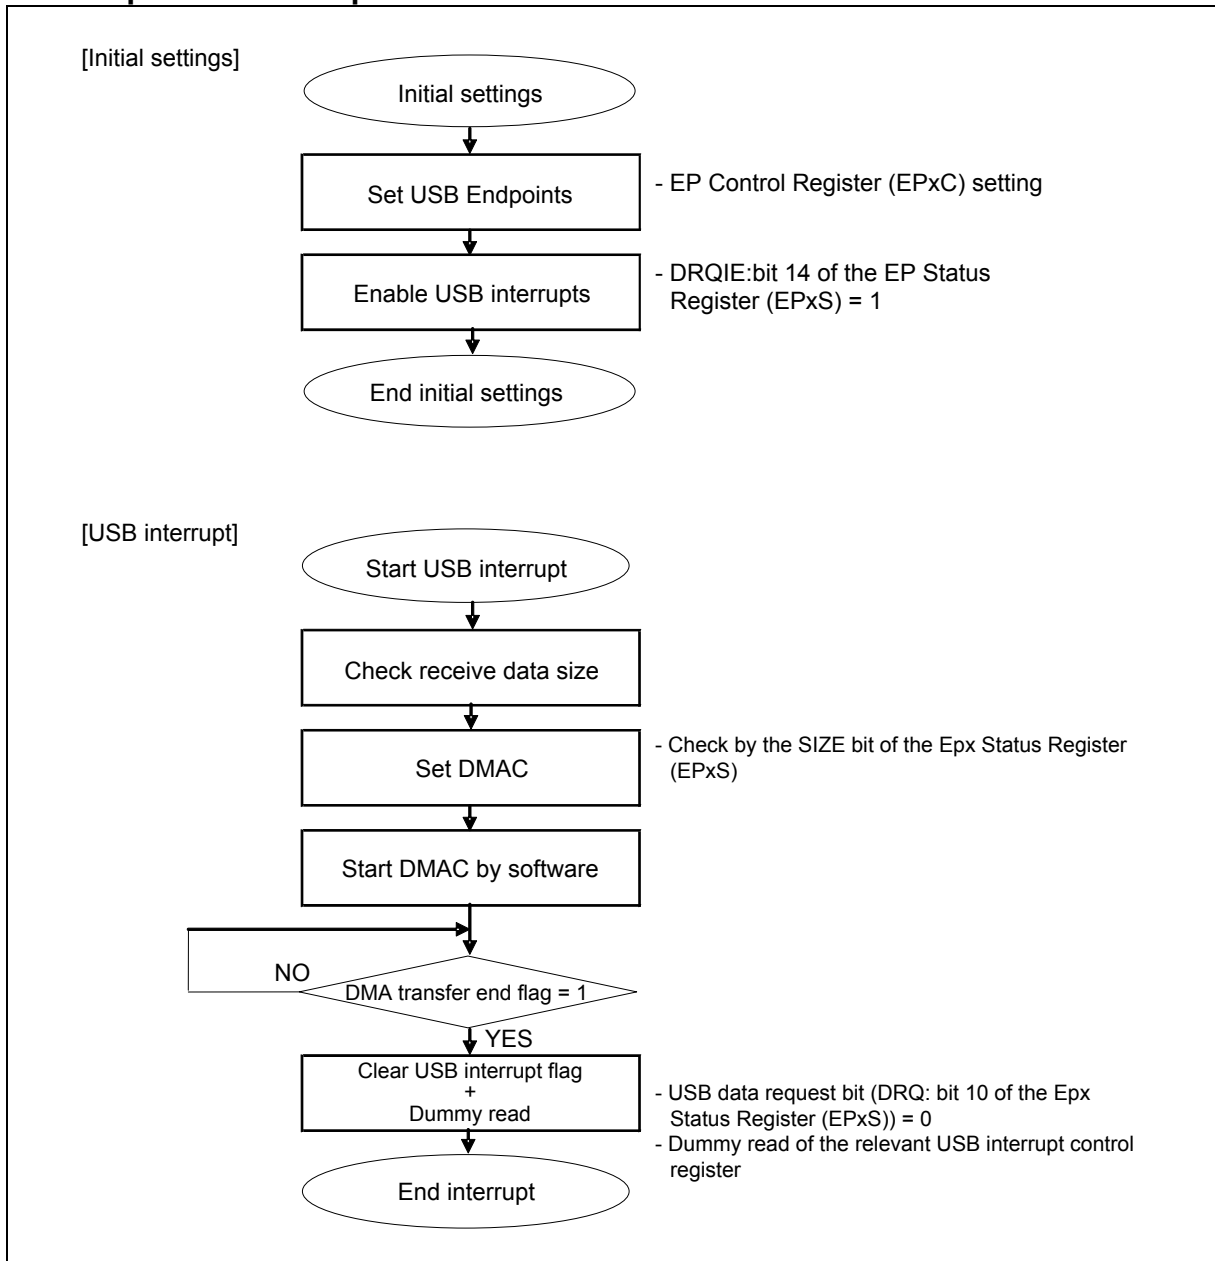 [Initial settings]
Initial settings
Set USB Endpoints
- EP Control Register (EPxC) setting
Enable USB interrupts
- DRQIE:bit 14 of the EP Status
Register (EPxS) = 1
End initial settings
[USB interrupt]
Start USB interrupt
Check receive data size
Set DMAC
- Check by the SIZE bit of the Epx Status Register
(EPxS)
Start DMAC by software
NO
DMA transfer end flag = 1
YES
Clear USB interrupt flag
+
Dummy read
- USB data request bit (DRQ: bit 10 of the Epx
Status Register (EPxS)) = 0
- Dummy read of the relevant USB interrupt control
register
End interrupt